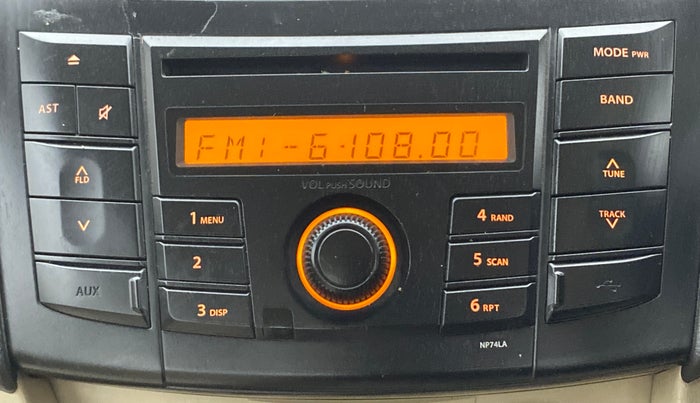 MODE PWR
AST
BAND
FM1-6 108.00
FLD
TUNE
VOL PUSH SOUND
1 MENU
4 RAND
TRACK
2
5 SCAN
AUX
3 DISP
6 RPT
NP74LA